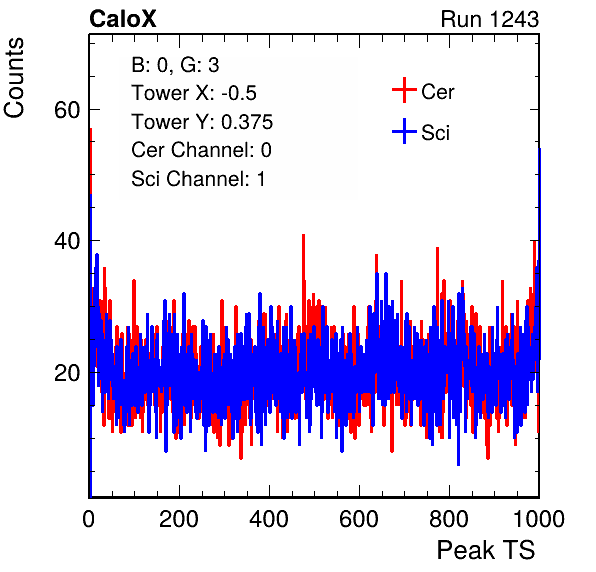 CaloX Run 1243
Counts
B: 0, G: 3
Tower X: -0.5
Tower Y: 0.375
Cer Channel: 0
Sci Channel: 1
Cer
Sci
60
40
20
0 200 400 600 800 1000
Peak TS